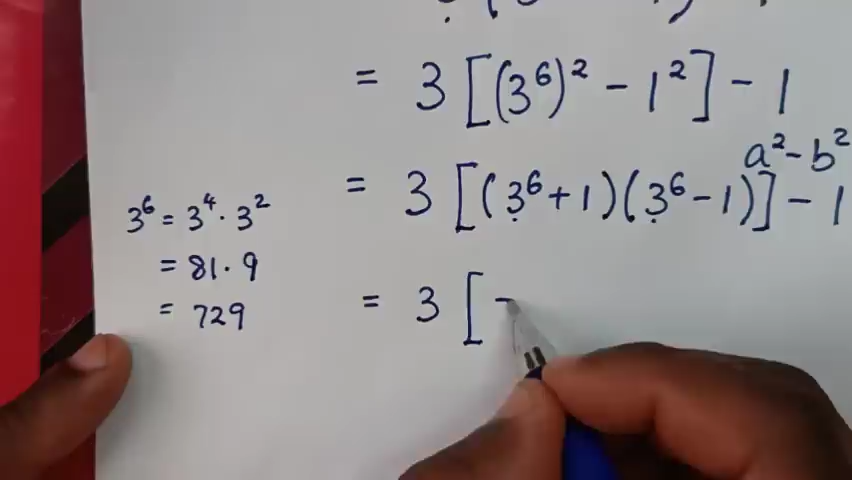 = 3 [(3⁶)² - 1²] - 1
a² - b²
= 3 [(3⁶ + 1)(3⁶ - 1)] - 1
3⁶ = 3⁴ · 3²
= 81 · 9
= 729
= 3 [